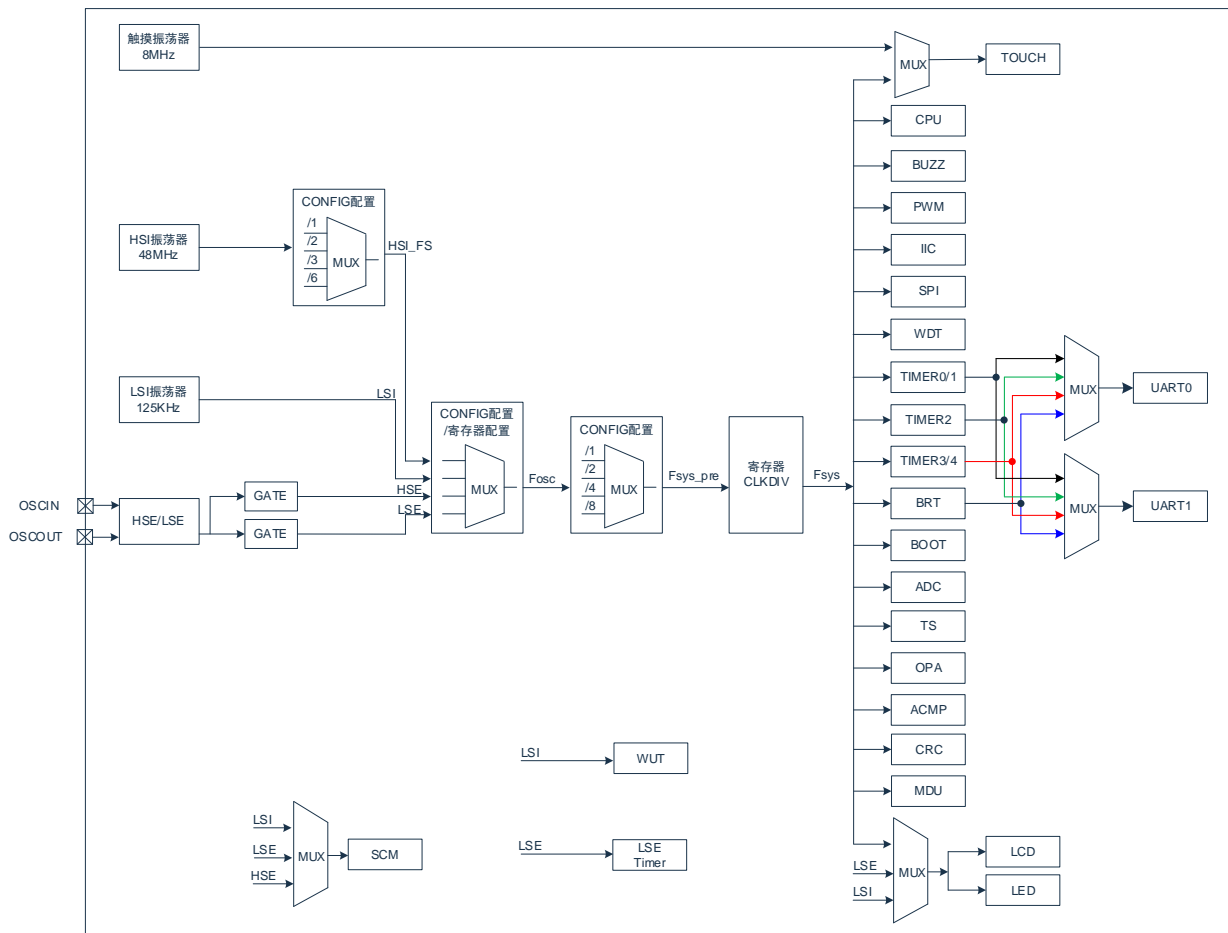 触摸振荡器
8MHz
MUX
TOUCH
CPU
BUZZ
PWM
IIC
SPI
WDT
TIMER0/1
TIMER2
TIMER3/4
BRT
BOOT
ADC
TS
OPA
ACMP
CRC
MDU
HSI振荡器
48MHz
CONFIG配置
/1
/2
/3
/6
MUX
HSI_FS
LSI振荡器
125KHz
LSI
OSCIN
OSCOUT
HSE/LSE
GATE
GATE
HSE
LSE
CONFIG配置
/寄存器配置
MUX
Fosc
CONFIG配置
/1
/2
/4
/8
MUX
Fsys_pre
寄存器
CLKDIV
Fsys
MUX
UART0
MUX
UART1
LSI
WUT
LSI
LSE
HSE
MUX
SCM
LSE
LSE
Timer
LSE
LSI
MUX
LCD
LED